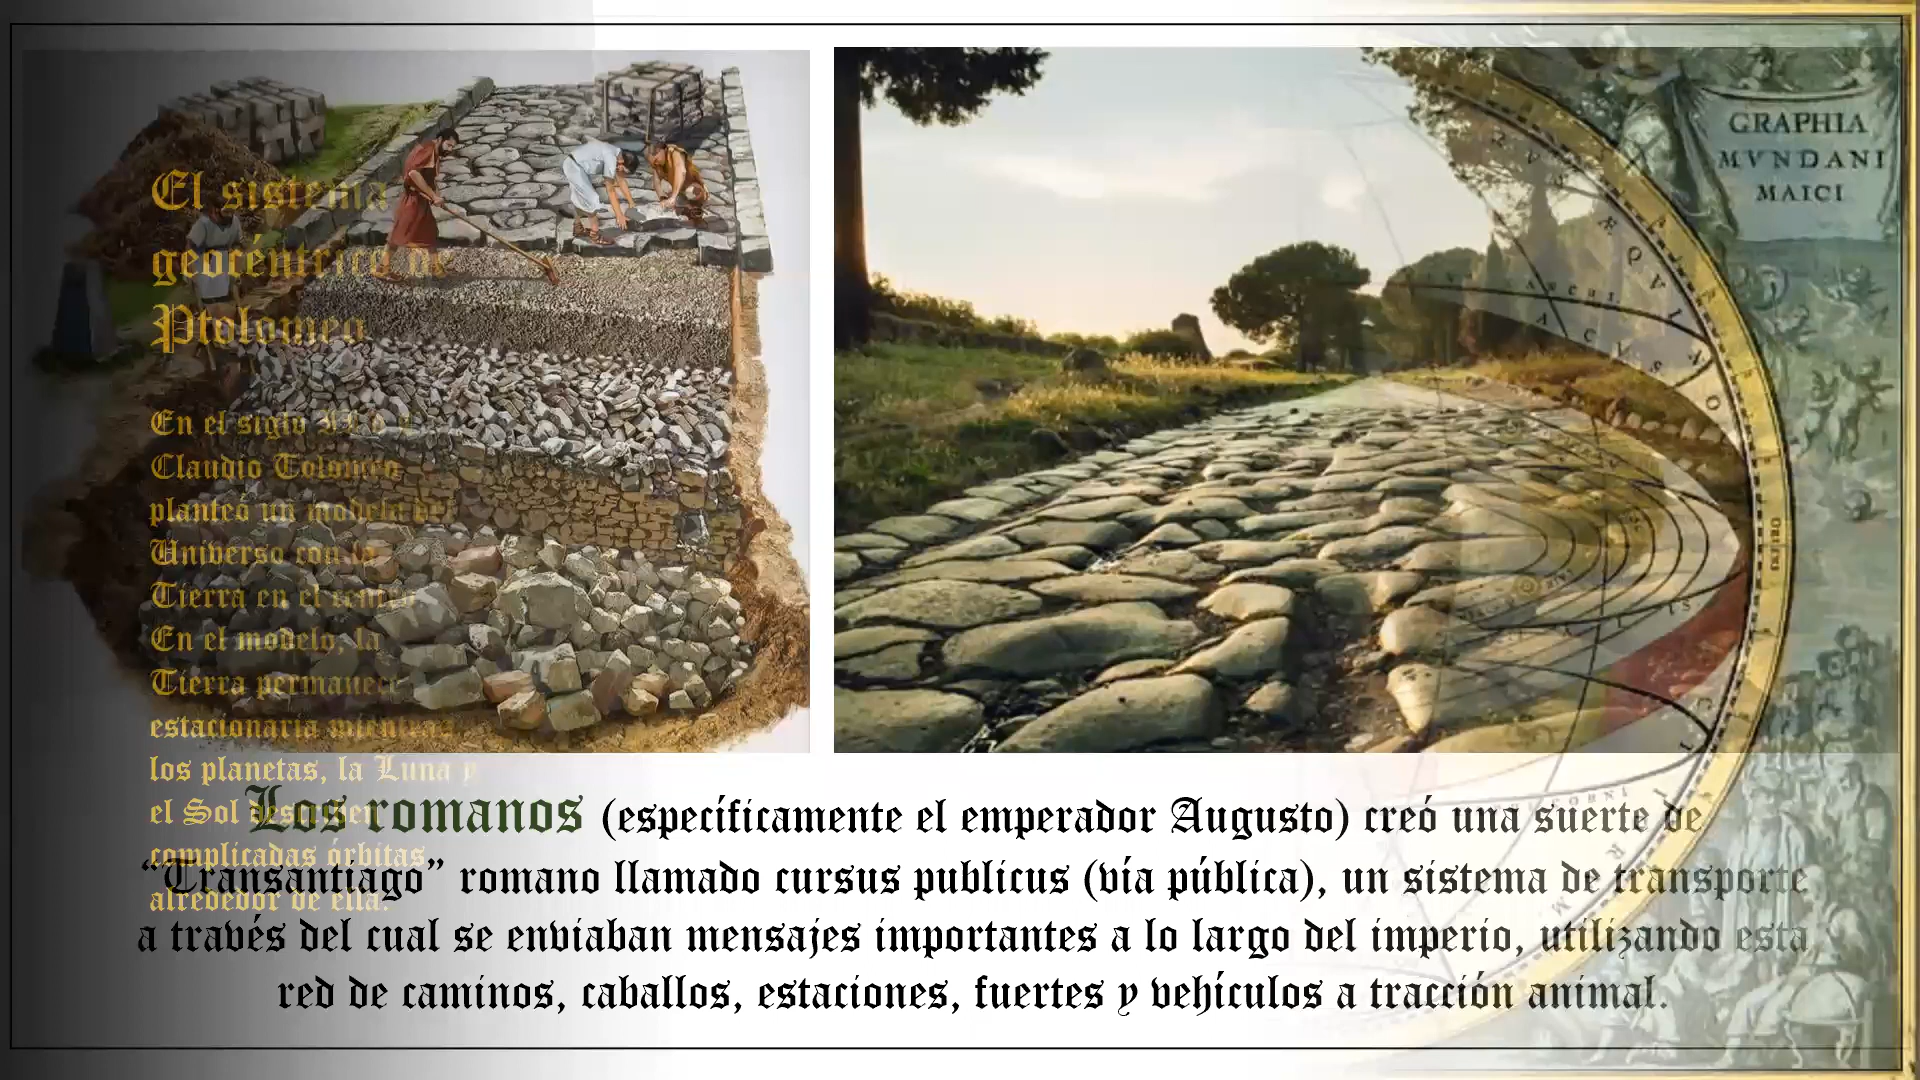 El sistema
geocéntrico de
Ptolomeo
En el siglo II d
Claudio Tolomeo
planteó un modelo del
Universo con la
Tierra en el centro
En el modelo, la
Tierra permanece
estacionaria mientras
los planetas, la Luna y
el Sol describen
complicadas órbitas
alrededor de ella.
GRAPHIA
MVNDANI
MAICI
Los romanos (específicamente el emperador Augusto) creó una suerte de
“Transantiago” romano llamado cursus publicus (vía pública), un sistema de transporte
a través del cual se enviaban mensajes importantes a lo largo del imperio, utilizando esta
red de caminos, caballos, estaciones, fuertes y vehículos a tracción animal.